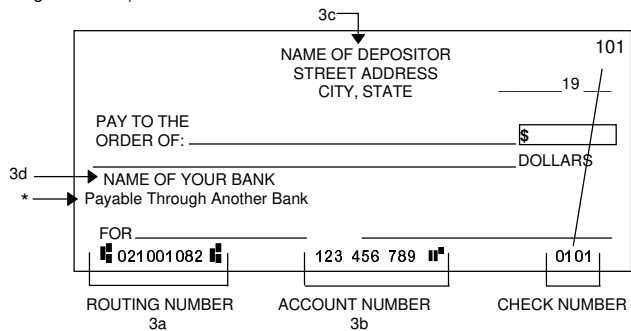 3c
101
NAME OF DEPOSITOR
STREET ADDRESS
CITY, STATE
19
PAY TO THE
ORDER OF:
$
DOLLARS
3d
NAME OF YOUR BANK
* Payable Through Another Bank
FOR
021001082 123 456 789 0101
ROUTING NUMBER ACCOUNT NUMBER CHECK NUMBER
3a 3b